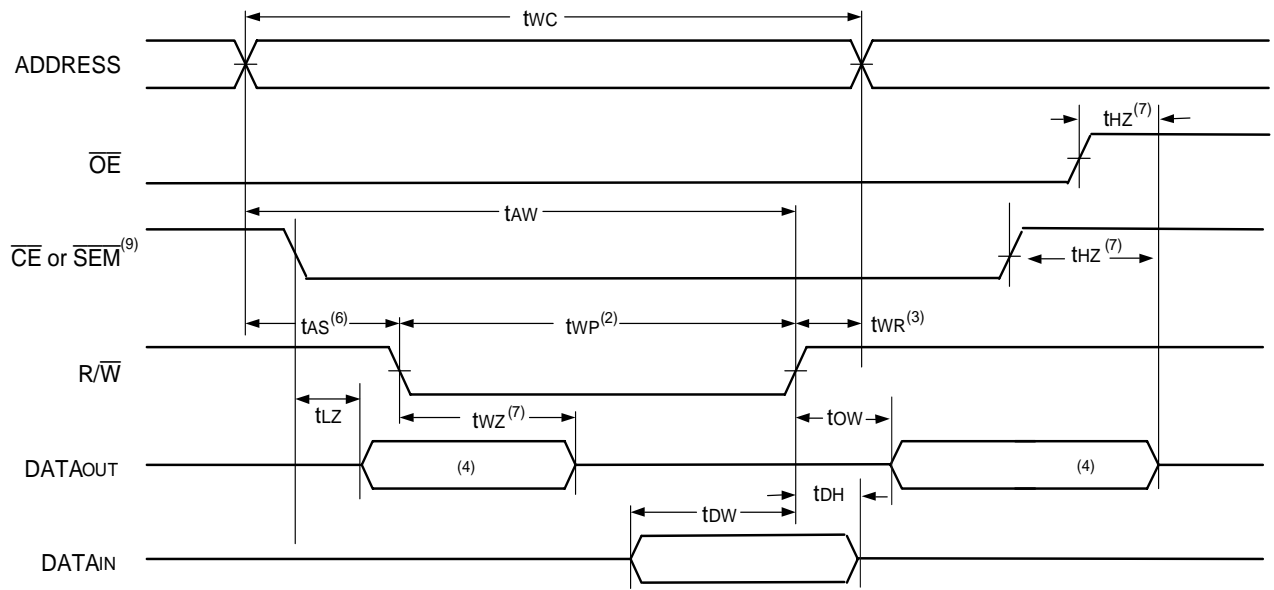 tWC
ADDRESS
tHZ(7)
OE
tAW
CE or SEM(9)
tHZ(7)
tAS(6)
tWP(2)
tWR(3)
R/W
tLZ
tWZ(7)
tOW
DATAOUT
(4)
(4)
tDH
tDW
DATAIN